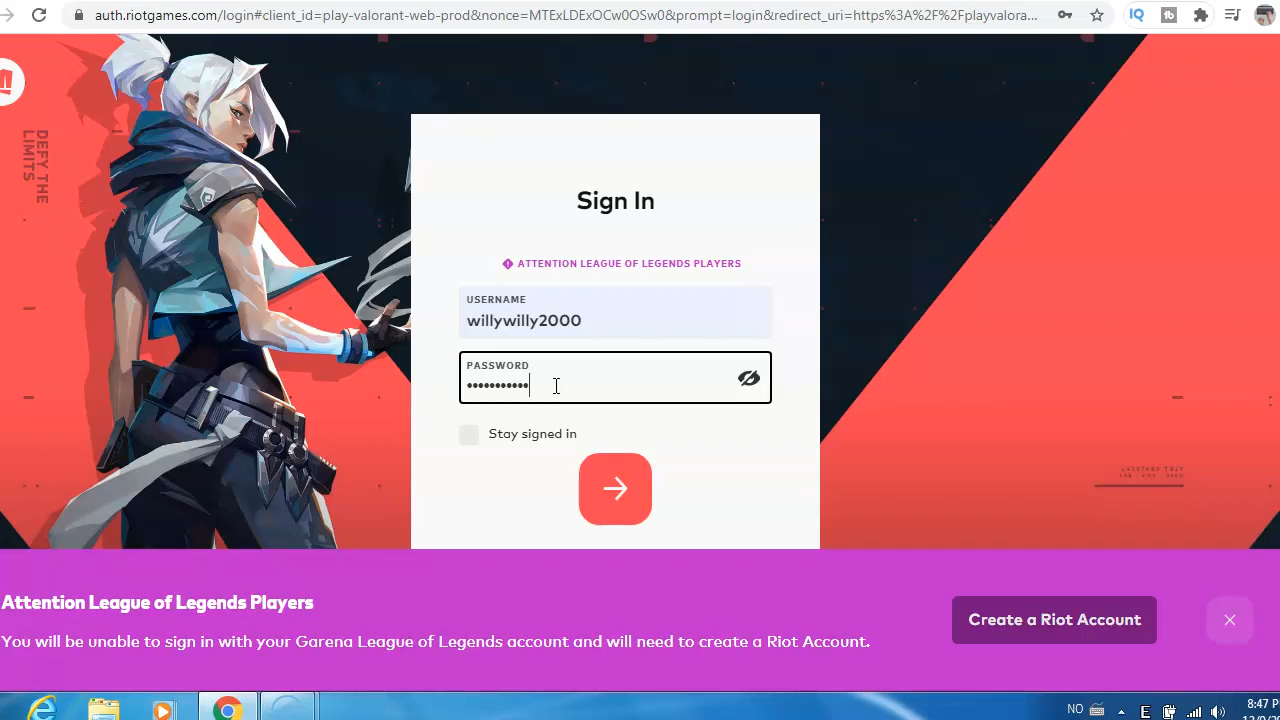 auth.riotgames.com/login#client_id=play-valorant-web-prod&nonce=MTExLDExOCw0OSw0&prompt=login&redirect_uri=https%3A%2F%2Fplayvalora...
DEFY THE
LIMITS
Sign In
ATTENTION LEAGUE OF LEGENDS PLAYERS
USERNAME
willywilly2000
PASSWORD
•••••••••••
Stay signed in
Attention League of Legends Players
You will be unable to sign in with your Garena League of Legends account and will need to create a Riot Account.
Create a Riot Account
NO
8:47 P